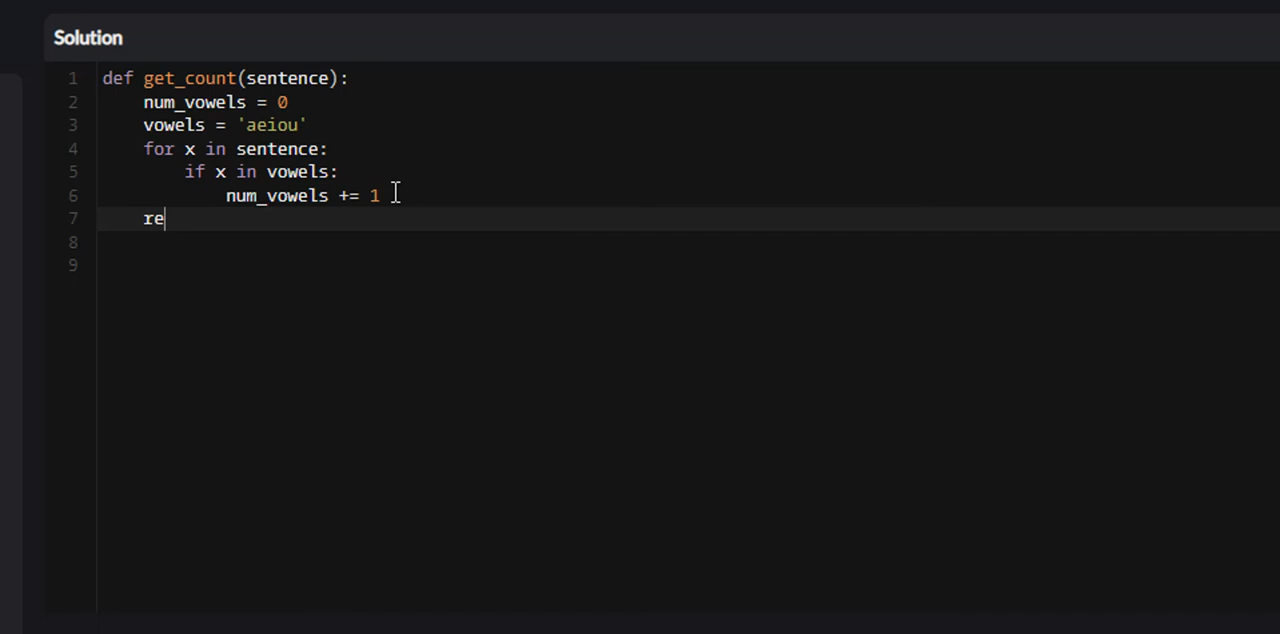 Solution
1 def get_count(sentence):
2     num_vowels = 0
3     vowels = 'aeiou'
4     for x in sentence:
5         if x in vowels:
6             num_vowels += 1
7     re
8
9